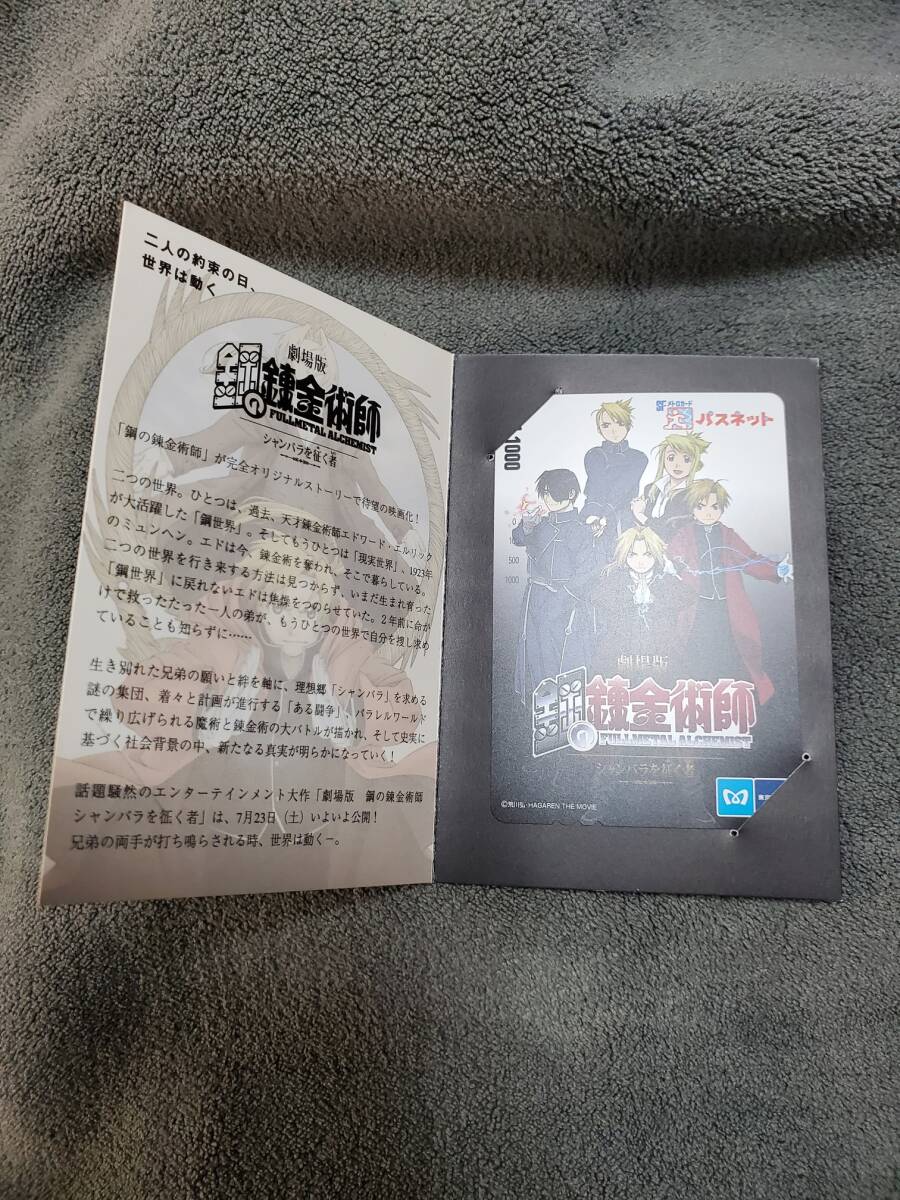 二人の約束の日、
世界は動く
劇場版
鋼の錬金術師
FULLMETAL ALCHEMIST
シャンバラを征く者
「鋼の錬金術師」が完全オリジナルストーリーで待望の映画化！
二つの世界。ひとつは、過去、天才錬金術師エドワード・エルリック
が大活躍した「鋼世界」。そしてもうひとつは「現実世界」、1923年
のミュンヘン。エドは今、錬金術を奪われ、そこで暮らしている。
二つの世界を行き来する方法は見つからず、いまだ生まれ育った
「鋼世界」に戻れないエドは焦燥をつのらせていた。2年前に命が
けで救ったたった一人の弟が、もうひとつの世界で自分を捜し求め
ていることも知らずに……
生き別れた兄弟の願いと絆を軸に、理想郷「シャンバラ」を求める
謎の集団、着々と計画が進行する「ある闘争」、パラレルワールド
で繰り広げられる魔術と錬金術の大バトルが描かれ、そして史実に
基づく社会背景の中、新たなる真実が明らかになっていく！
話題騒然のエンターテインメント大作「劇場版　鋼の錬金術師
シャンバラを征く者」は、7月23日（土）いよいよ公開！
兄弟の両手が打ち鳴らされる時、世界は動くー。
SFメトロカード
パスネット
1000
0
500
1000
劇場版
鋼の錬金術師
FULLMETAL ALCHEMIST
シャンバラを征く者
©荒川弘・HAGAREN THE MOVIE
東京